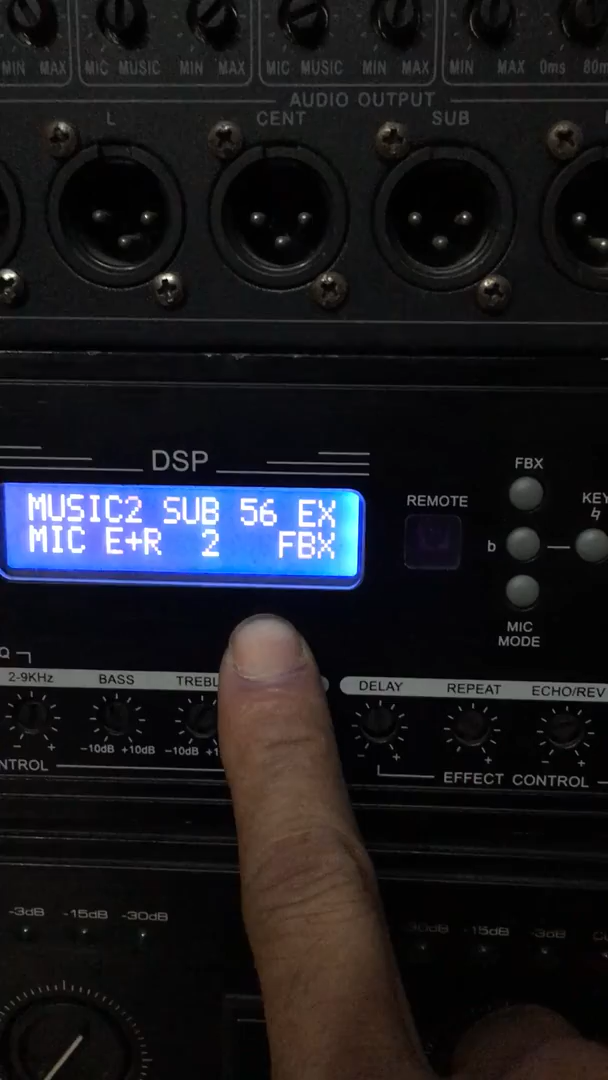 MIN MAX MIC MUSIC MIN MAX MIC MUSIC MIN MAX MIN MAX 0ms
AUDIO OUTPUT
L CENT SUB
DSP
FBX
REMOTE
MUSIC2 SUB 56 EX
MIC E+R 2 FBX
b
MIC
MODE
2-9KHz BASS DELAY REPEAT
-10dB +10dB -10dB
- + - + - +
EFFECT CONTROL
-3dB -15dB -30dB -30dB -15dB -3dB